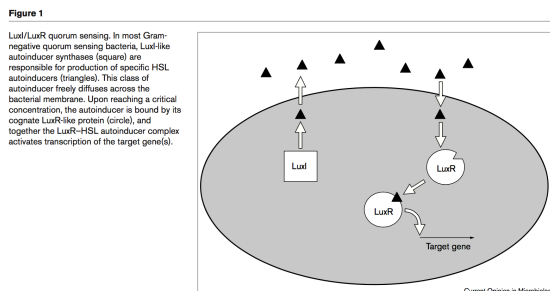 Figure 1
LuxI/LuxR quorum sensing. In most Gram-
negative quorum sensing bacteria, LuxI-like
autoinducer synthases (square) are
responsible for production of specific HSL
autoinducers (triangles). This class of
autoinducer freely diffuses across the
bacterial membrane. Upon reaching a critical
concentration, the autoinducer is bound by its
cognate LuxR-like protein (circle), and
together the LuxR–HSL autoinducer complex
activates transcription of the target gene(s).
LuxI
LuxR
LuxR
Target gene
Current Opinion in